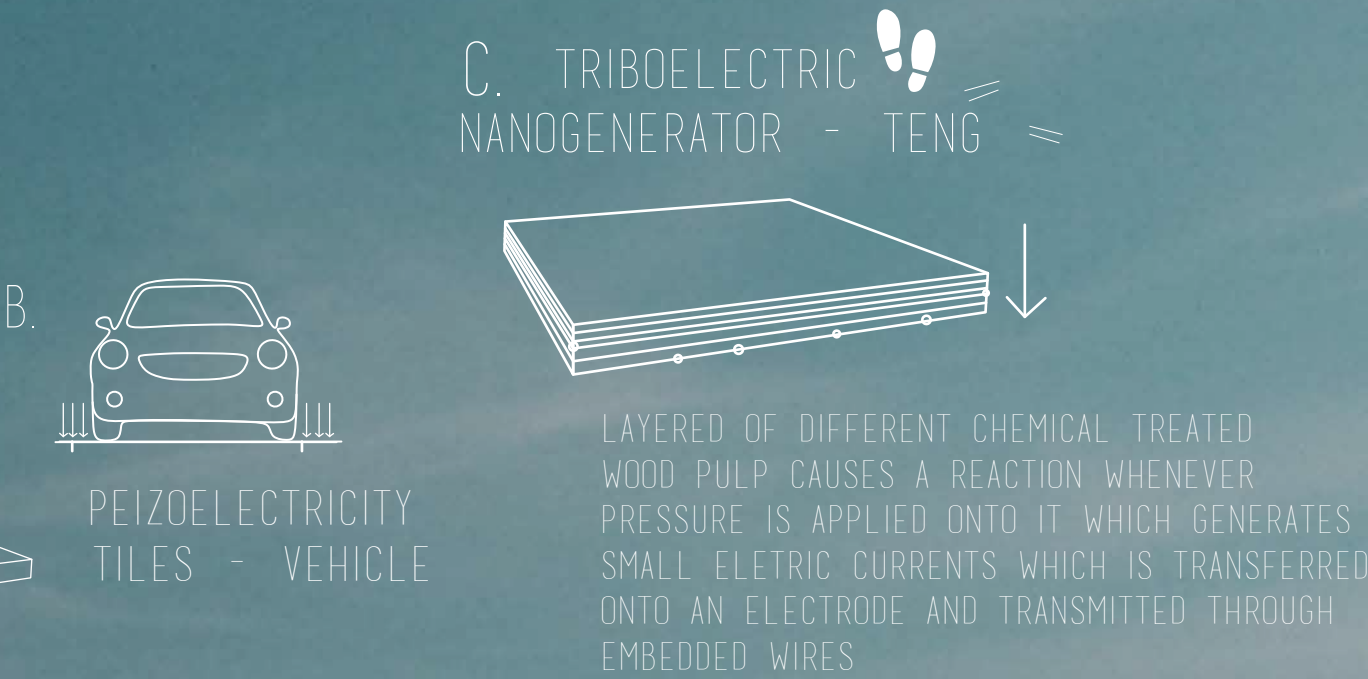 C. TRIBOELECTRIC
NANOGENERATOR - TENG
B.
PEIZOELECTRICITY
TILES - VEHICLE
LAYERED OF DIFFERENT CHEMICAL TREATED
WOOD PULP CAUSES A REACTION WHENEVER
PRESSURE IS APPLIED ONTO IT WHICH GENERATES
SMALL ELETRIC CURRENTS WHICH IS TRANSFERRED
ONTO AN ELECTRODE AND TRANSMITTED THROUGH
EMBEDDED WIRES